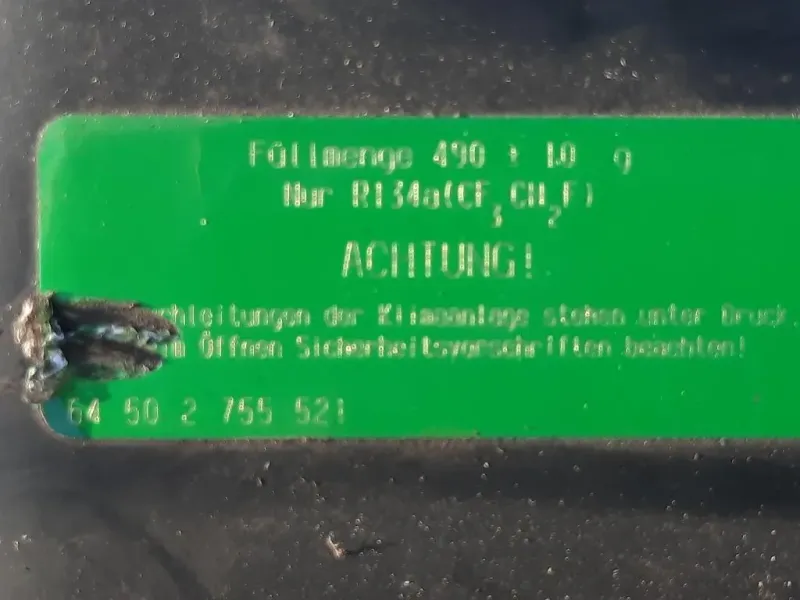 Füllmenge 490 ± 10 g
Nur R134a(CF₃CH₂F)
ACHTUNG!
der Klimaanlage stehen unter Druck.
Öffnen Sicherheitsvorschriften beachten!
64 50 2 755 521